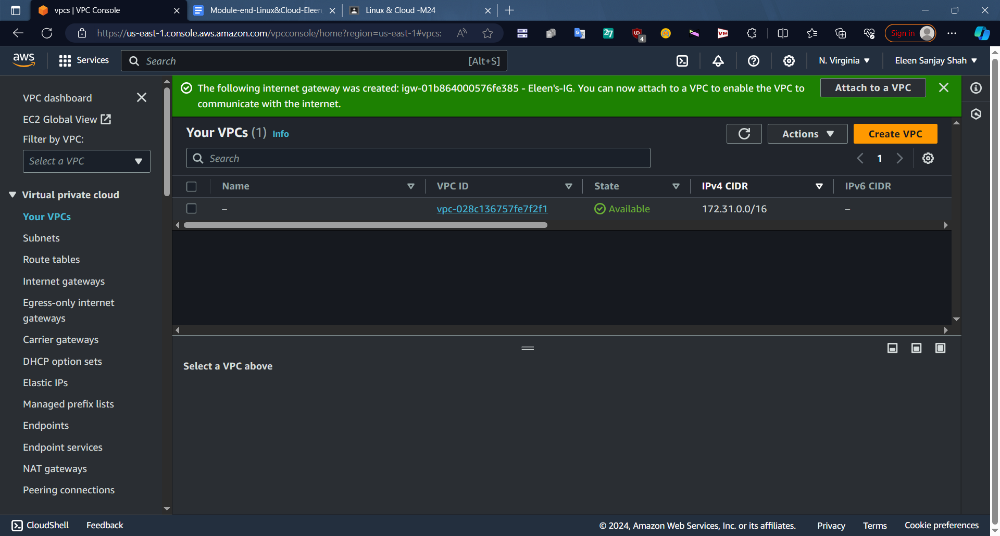 vpcs | VPC Console
Module-end-Linux&Cloud-Eleen
Linux & Cloud -M24
https://us-east-1.console.aws.amazon.com/vpcconsole/home?region=us-east-1#vpcs:
A
27
4
VM
Sign in
aws
Services
Search
[Alt+S]
N. Virginia
Eleen Sanjay Shah
VPC dashboard
EC2 Global View
Filter by VPC:
Select a VPC
Virtual private cloud
Your VPCs
Subnets
Route tables
Internet gateways
Egress-only internet
gateways
Carrier gateways
DHCP option sets
Elastic IPs
Managed prefix lists
Endpoints
Endpoint services
NAT gateways
Peering connections
The following internet gateway was created: igw-01b864000576fe385 - Eleen's-IG. You can now attach to a VPC to enable the VPC to
communicate with the internet.
Attach to a VPC
Your VPCs (1) Info
Actions
Create VPC
Search
1
Name VPC ID State IPv4 CIDR IPv6 CIDR
– vpc-028c136757fe7f2f1 Available 172.31.0.0/16 –
Select a VPC above
CloudShell Feedback
© 2024, Amazon Web Services, Inc. or its affiliates. Privacy Terms Cookie preferences